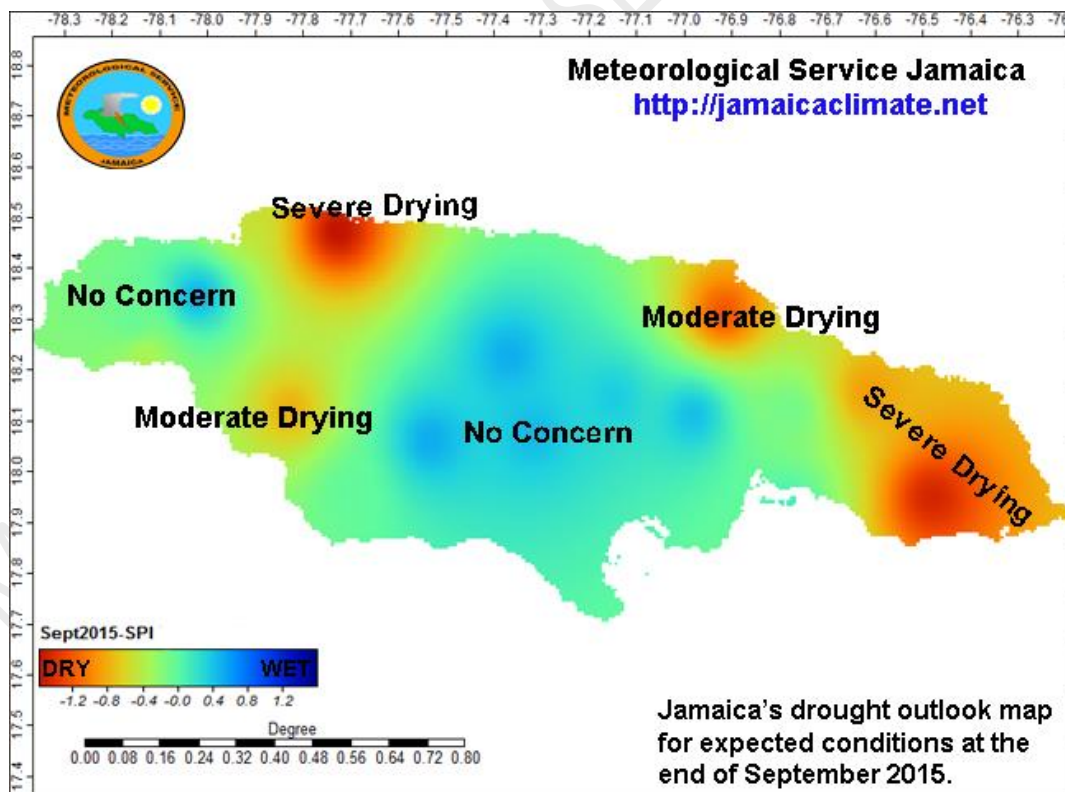 -78.3 -78.2 -78.1 -78.0 -77.9 -77.8 -77.7 -77.6 -77.5 -77.4 -77.3 -77.2 -77.1 -77.0 -76.9 -76.8 -76.7 -76.6 -76.5 -76.4 -76.3 -76.
18.8
18.7
18.6
18.5
18.4
18.3
18.2
18.1
18.0
17.9
17.8
17.7
17.6
17.5
17.4
METEOROLOGICAL SERVICE
JAMAICA
Meteorological Service Jamaica
http://jamaicaclimate.net
Severe Drying
No Concern
Moderate Drying
Moderate Drying
No Concern
Severe Drying
Sept2015-SPI
DRY WET
-1.2 -0.8 -0.4 -0.0 0.4 0.8 1.2
Degree
0.00 0.08 0.16 0.24 0.32 0.40 0.48 0.56 0.64 0.72 0.80
Jamaica's drought outlook map
for expected conditions at the
end of September 2015.